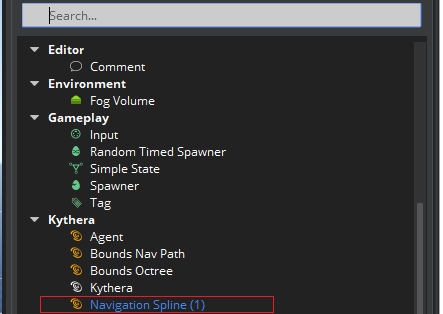 Search...
Editor
Comment
Environment
Fog Volume
Gameplay
Input
Random Timed Spawner
Simple State
Spawner
Tag
Kythera
Agent
Bounds Nav Path
Bounds Octree
Kythera
Navigation Spline (1)